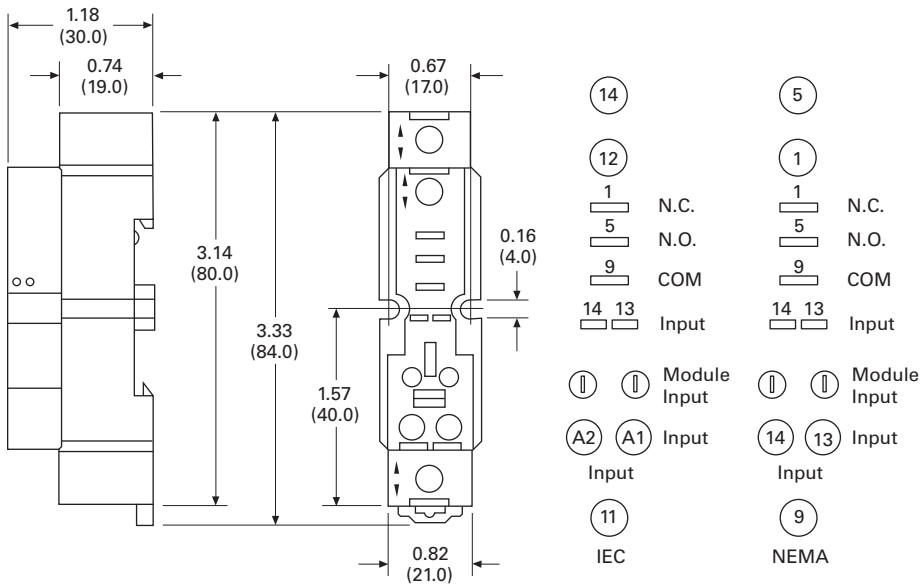 1.18
(30.0)
0.74
(19.0)
3.14
(80.0)
3.33
(84.0)
1.57
(40.0)
0.67
(17.0)
0.16
(4.0)
0.82
(21.0)
14
12
1
N.C.
5
N.O.
9
COM
14 13 Input
Module
Input
A2 A1 Input
Input
11
IEC
5
1
1
N.C.
5
N.O.
9
COM
14 13 Input
Module
Input
14 13 Input
Input
9
NEMA